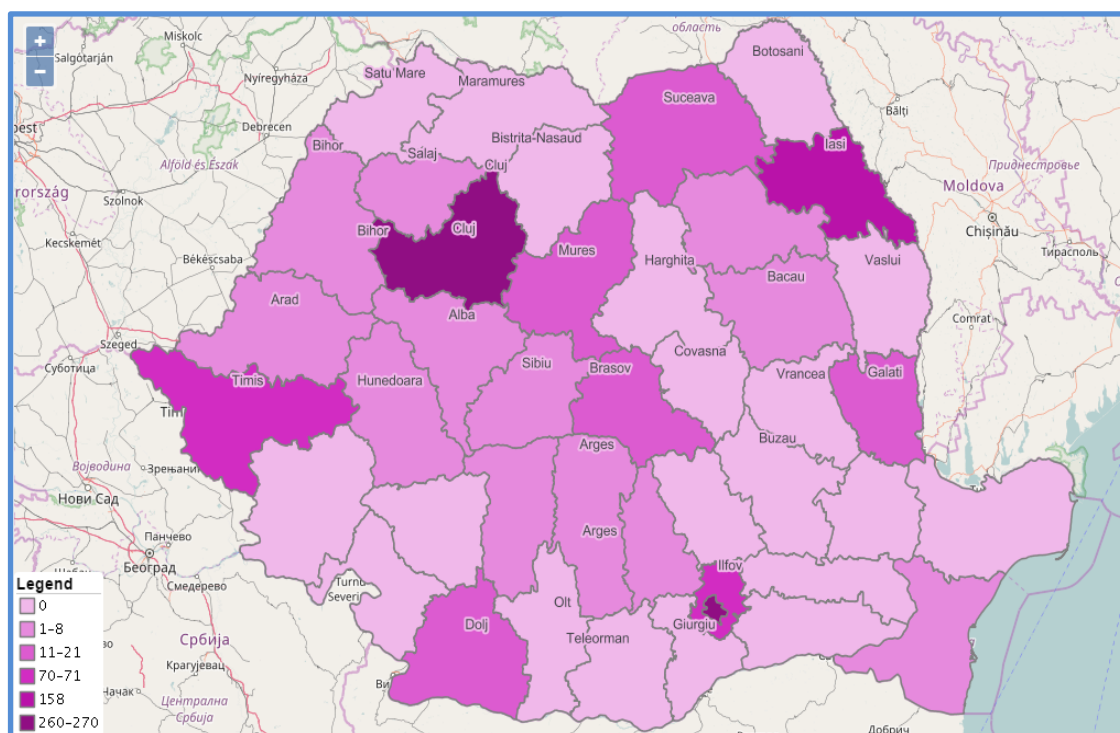 +
−
Miskolc
Salgótarján
Nyíregyháza
Debrecen
Alföld és Észak
Szolnok
Kecskemét
Békéscsaba
Szeged
Суботица
Зрењанин
Војводина
Нови Сад
Панчево
Београд
Смедерево
Србија
Крагујевац
Чачак
Централна
Србија
область
Bălți
Приднестровье
Moldova
Chișinău
Тирасполь
Comrat
Добрич
Satu Mare
Maramures
Botosani
Suceava
Bihor
Salaj
Bistrita-Nasaud
Cluj
Iasi
Bihor
Cluj
Mures
Harghita
Bacau
Vaslui
Arad
Alba
Timis
Hunedoara
Sibiu
Brasov
Covasna
Vrancea
Galati
Arges
Buzau
Arges
Ilfov
Turnu
Severi
Dolj
Olt
Teleorman
Giurgiu
Legend
0
1–8
11–21
70–71
158
260–270